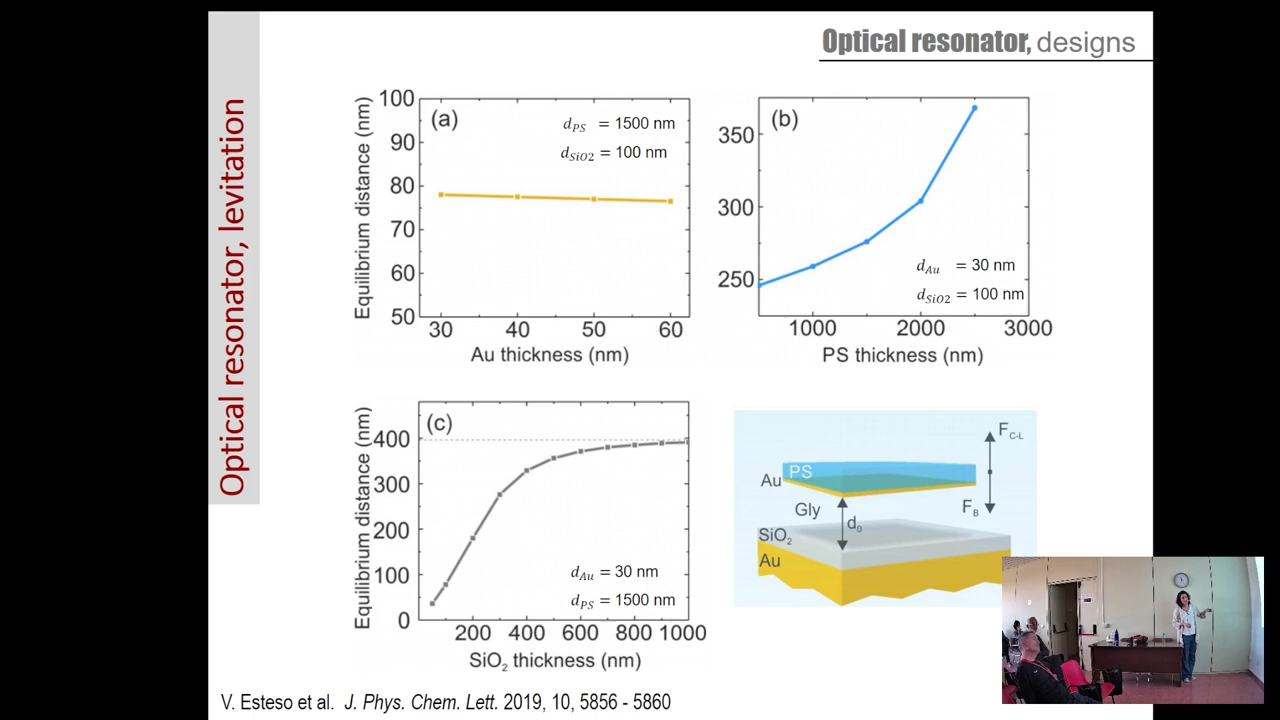 Optical resonator, designs
Optical resonator, levitation
(a)
d_PS = 1500 nm
d_SiO2 = 100 nm
Equilibrium distance (nm)
100
90
80
70
60
50
30 40 50 60
Au thickness (nm)
(b)
350
300
250
d_Au = 30 nm
d_SiO2 = 100 nm
1000 2000 3000
PS thickness (nm)
(c)
Equilibrium distance (nm)
400
300
200
100
0
d_Au = 30 nm
d_PS = 1500 nm
200 400 600 800 1000
SiO₂ thickness (nm)
F_C-L
PS
Au
Gly
d₀
F_B
SiO₂
Au
V. Esteso et al. J. Phys. Chem. Lett. 2019, 10, 5856 - 5860